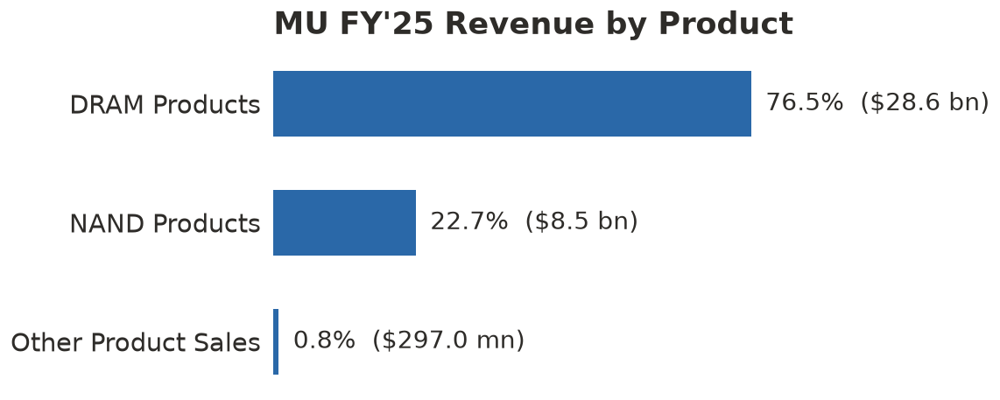 MU FY'25 Revenue by Product
DRAM Products 76.5% ($28.6 bn)
NAND Products 22.7% ($8.5 bn)
Other Product Sales 0.8% ($297.0 mn)